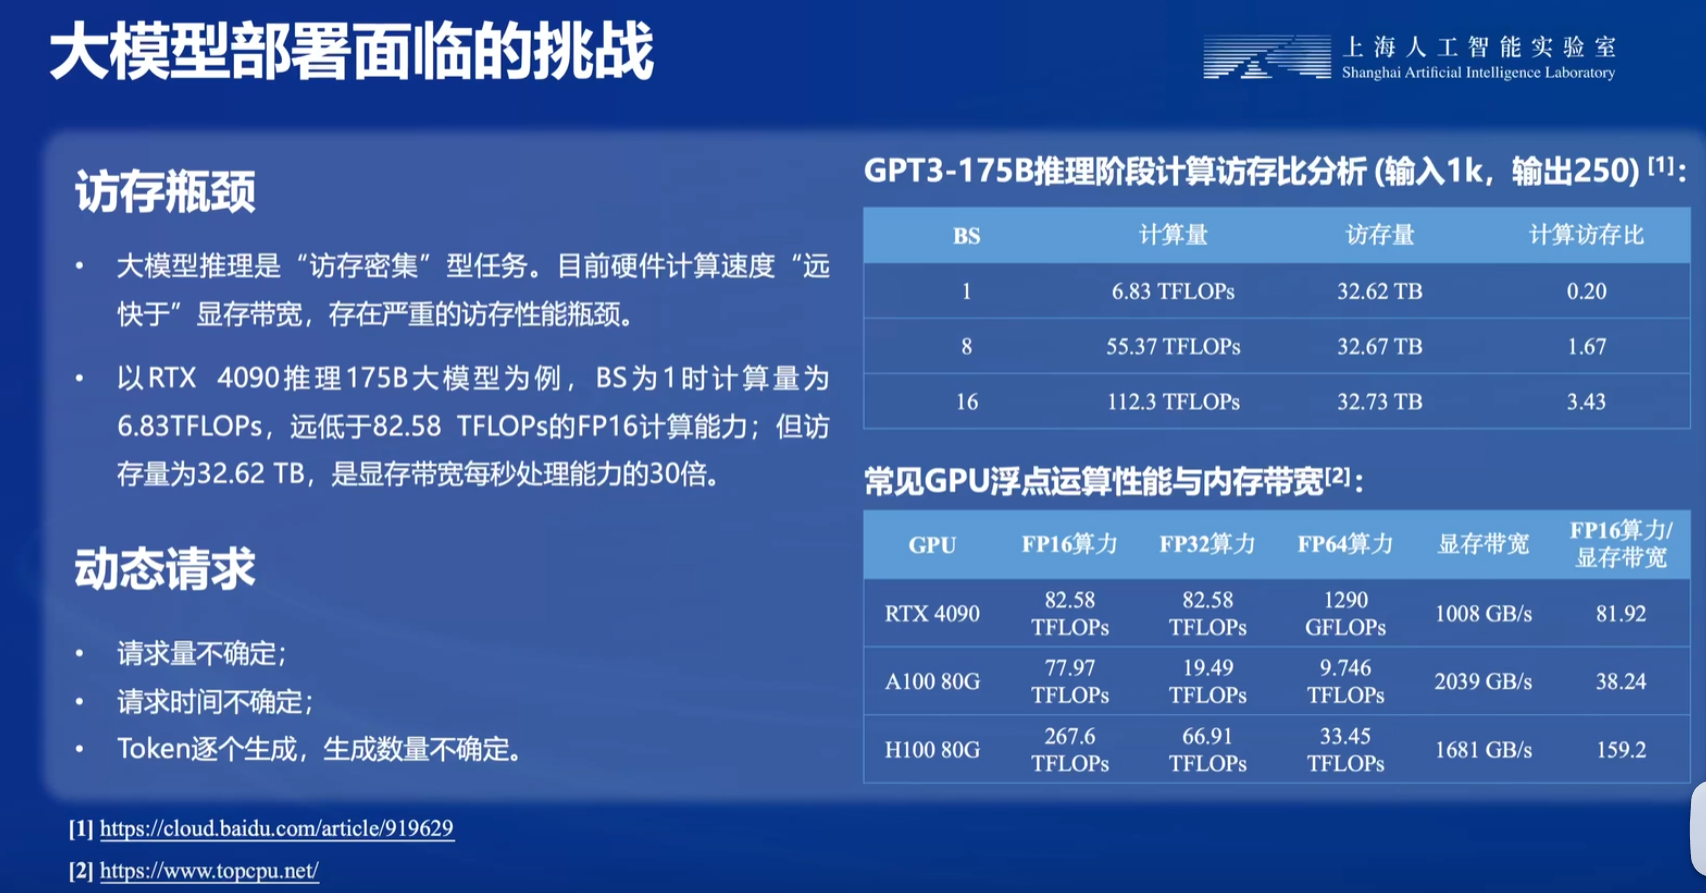 大模型部署面临的挑战
上海人工智能实验室
Shanghai Artificial Intelligence Laboratory
访存瓶颈
• 大模型推理是“访存密集”型任务。目前硬件计算速度“远
快于”显存带宽，存在严重的访存性能瓶颈。
• 以RTX 4090推理175B大模型为例，BS为1时计算量为
6.83TFLOPs，远低于82.58 TFLOPs的FP16计算能力；但访
存量为32.62 TB，是显存带宽每秒处理能力的30倍。
动态请求
• 请求量不确定；
• 请求时间不确定；
• Token逐个生成，生成数量不确定。
GPT3-175B推理阶段计算访存比分析 (输入1k，输出250) [1]：
BS 计算量 访存量 计算访存比
1 6.83 TFLOPs 32.62 TB 0.20
8 55.37 TFLOPs 32.67 TB 1.67
16 112.3 TFLOPs 32.73 TB 3.43
常见GPU浮点运算性能与内存带宽[2]：
GPU FP16算力 FP32算力 FP64算力 显存带宽 FP16算力/
显存带宽
RTX 4090 82.58 TFLOPs 82.58 TFLOPs 1290 GFLOPs 1008 GB/s 81.92
A100 80G 77.97 TFLOPs 19.49 TFLOPs 9.746 TFLOPs 2039 GB/s 38.24
H100 80G 267.6 TFLOPs 66.91 TFLOPs 33.45 TFLOPs 1681 GB/s 159.2
[1] https://cloud.baidu.com/article/919629
[2] https://www.topcpu.net/